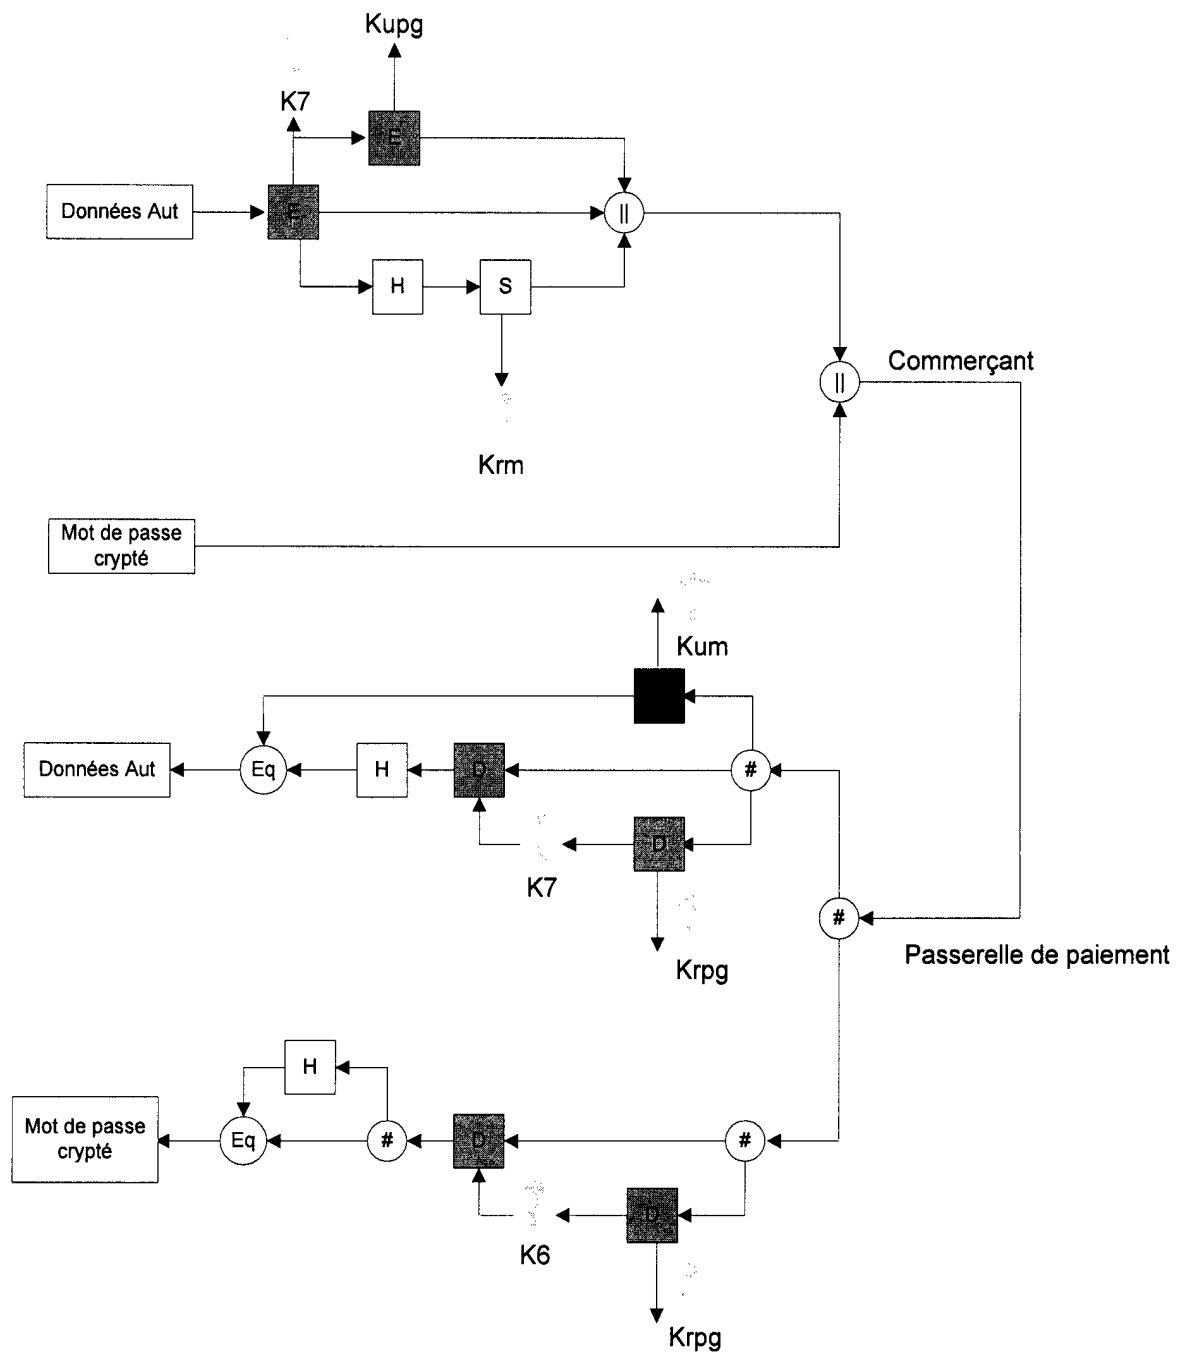 Kupg
K7
E
Données Aut
E
||
H
S
Commerçant
||
Krm
Mot de passe
crypté
Kum
Données Aut
Eq
H
D
#
D
K7
#
Passerelle de paiement
Krpg
H
Mot de passe
crypté
Eq
#
D
#
D
K6
Krpg